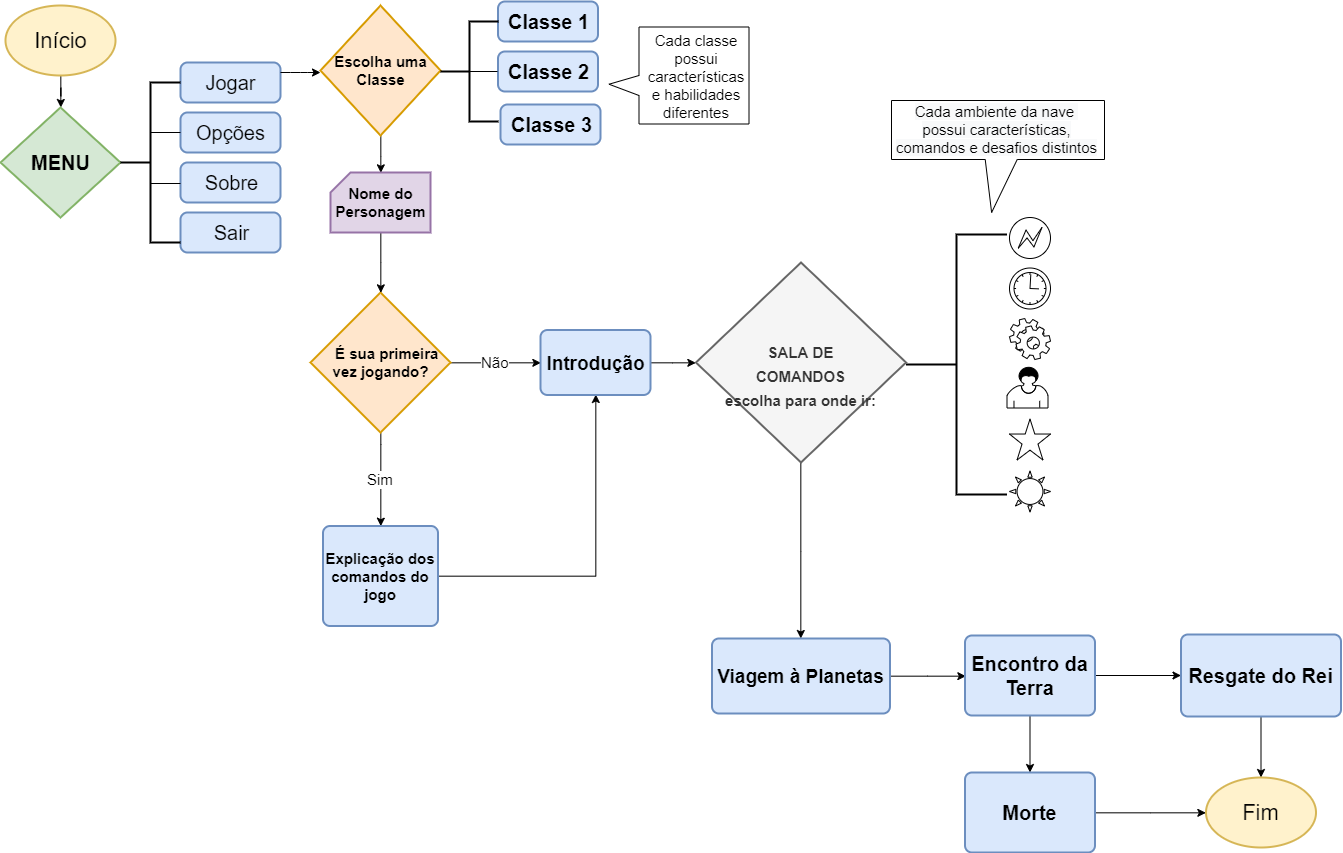 Início
MENU
Jogar
Opções
Sobre
Sair
Escolha uma
Classe
Classe 1
Classe 2
Classe 3
Cada classe
possui
características
e habilidades
diferentes
Nome do
Personagem
É sua primeira
vez jogando?
Não
Sim
Explicação dos
comandos do
jogo
Introdução
SALA DE
COMANDOS
escolha para onde ir:
Cada ambiente da nave
possui características,
comandos e desafios distintos
Viagem à Planetas
Encontro da
Terra
Resgate do Rei
Morte
Fim